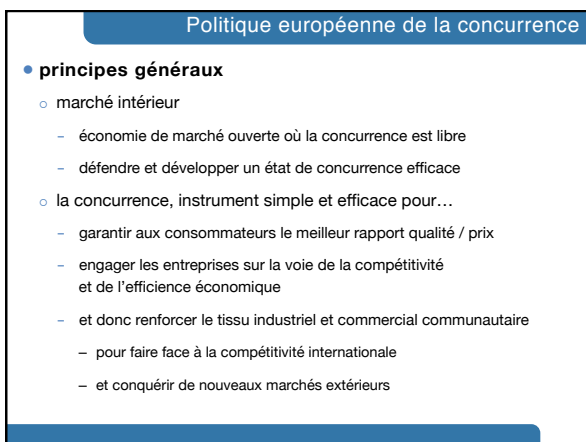 Politique européenne de la concurrence
• principes généraux
○ marché intérieur
- économie de marché ouverte où la concurrence est libre
- défendre et développer un état de concurrence efficace
○ la concurrence, instrument simple et efficace pour…
- garantir aux consommateurs le meilleur rapport qualité / prix
- engager les entreprises sur la voie de la compétitivité
et de l'efficience économique
- et donc renforcer le tissu industriel et commercial communautaire
– pour faire face à la compétitivité internationale
– et conquérir de nouveaux marchés extérieurs